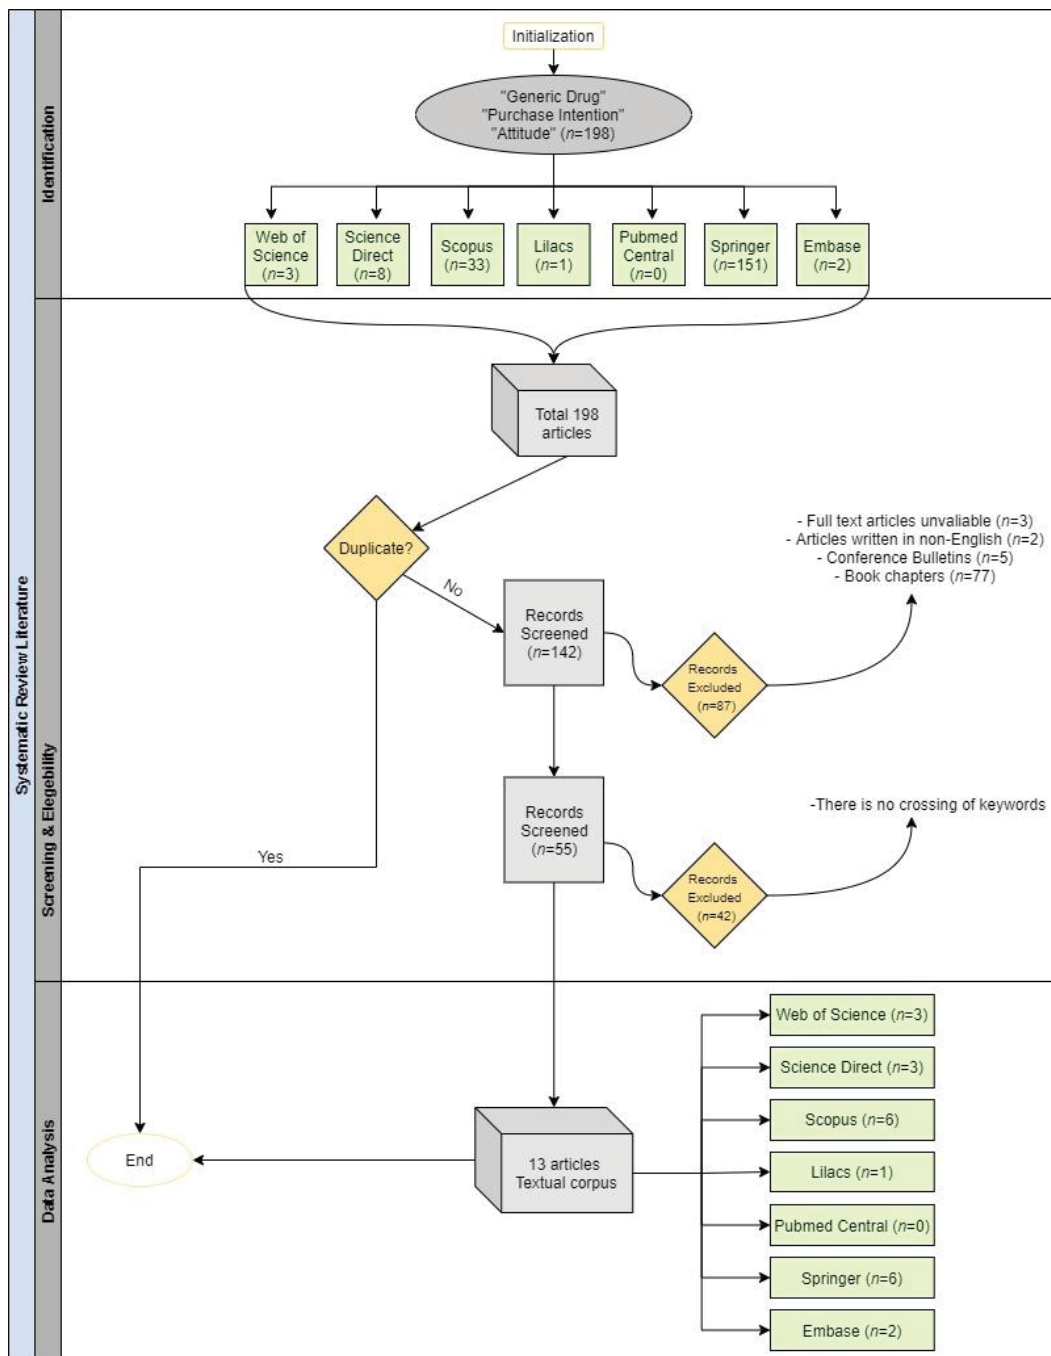 Systematic Review Literature
Identification
Initialization
"Generic Drug"
"Purchase Intention"
"Attitude" (n=198)
Web of
Science
(n=3)
Science
Direct
(n=8)
Scopus
(n=33)
Lilacs
(n=1)
Pubmed
Central
(n=0)
Springer
(n=151)
Embase
(n=2)
Screening & Elegebility
Total 198
articles
Duplicate?
No
Yes
Records
Screened
(n=142)
Records
Excluded
(n=87)
- Full text articles unvaliable (n=3)
- Articles written in non-English (n=2)
- Conference Bulletins (n=5)
- Book chapters (n=77)
Records
Screened
(n=55)
Records
Excluded
(n=42)
-There is no crossing of keywords
Data Analysis
End
13 articles
Textual corpus
Web of Science (n=3)
Science Direct (n=3)
Scopus (n=6)
Lilacs (n=1)
Pubmed Central (n=0)
Springer (n=6)
Embase (n=2)